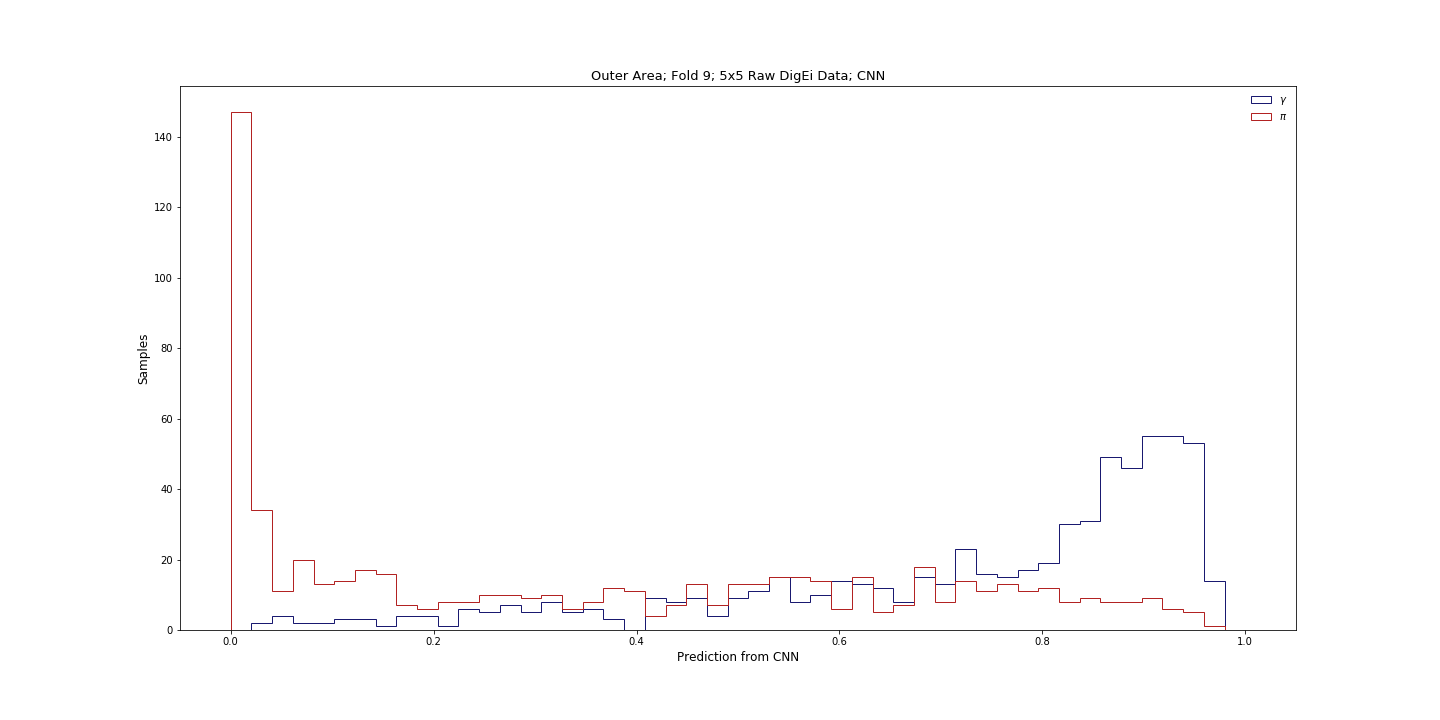 Outer Area; Fold 9; 5x5 Raw DigEi Data; CNN
γ
π
Samples
140
120
100
80
60
40
20
0
0.0 0.2 0.4 0.6 0.8 1.0
Prediction from CNN